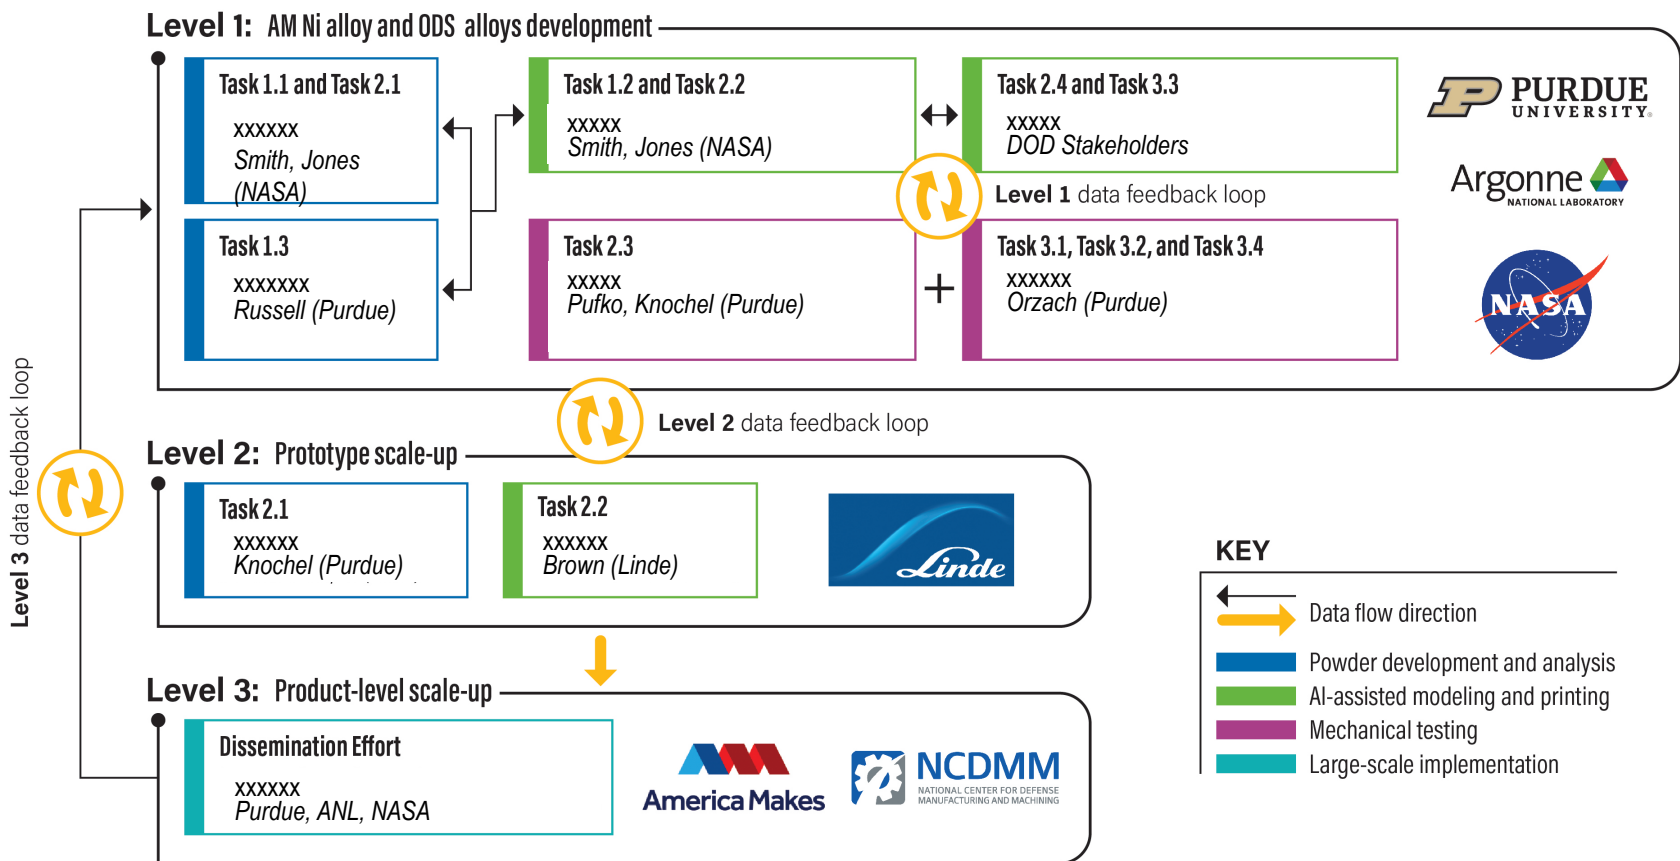 Level 1: AM Ni alloy and ODS alloys development
Task 1.1 and Task 2.1
xxxxxx
Smith, Jones
(NASA)
Task 1.2 and Task 2.2
xxxxx
Smith, Jones (NASA)
Task 2.4 and Task 3.3
xxxxx
DOD Stakeholders
PURDUE
UNIVERSITY®
Argonne
NATIONAL LABORATORY
Level 1 data feedback loop
Task 1.3
xxxxxxx
Russell (Purdue)
Task 2.3
xxxxx
Pufko, Knochel (Purdue)
+
Task 3.1, Task 3.2, and Task 3.4
xxxxxx
Orzach (Purdue)
NASA
Level 2 data feedback loop
Level 3 data feedback loop
Level 2: Prototype scale-up
Task 2.1
xxxxxx
Knochel (Purdue)
Task 2.2
xxxxxx
Brown (Linde)
Linde
Level 3: Product-level scale-up
Dissemination Effort
xxxxxx
Purdue, ANL, NASA
America Makes
NCDMM
NATIONAL CENTER FOR DEFENSE
MANUFACTURING AND MACHINING
KEY
Data flow direction
Powder development and analysis
AI-assisted modeling and printing
Mechanical testing
Large-scale implementation